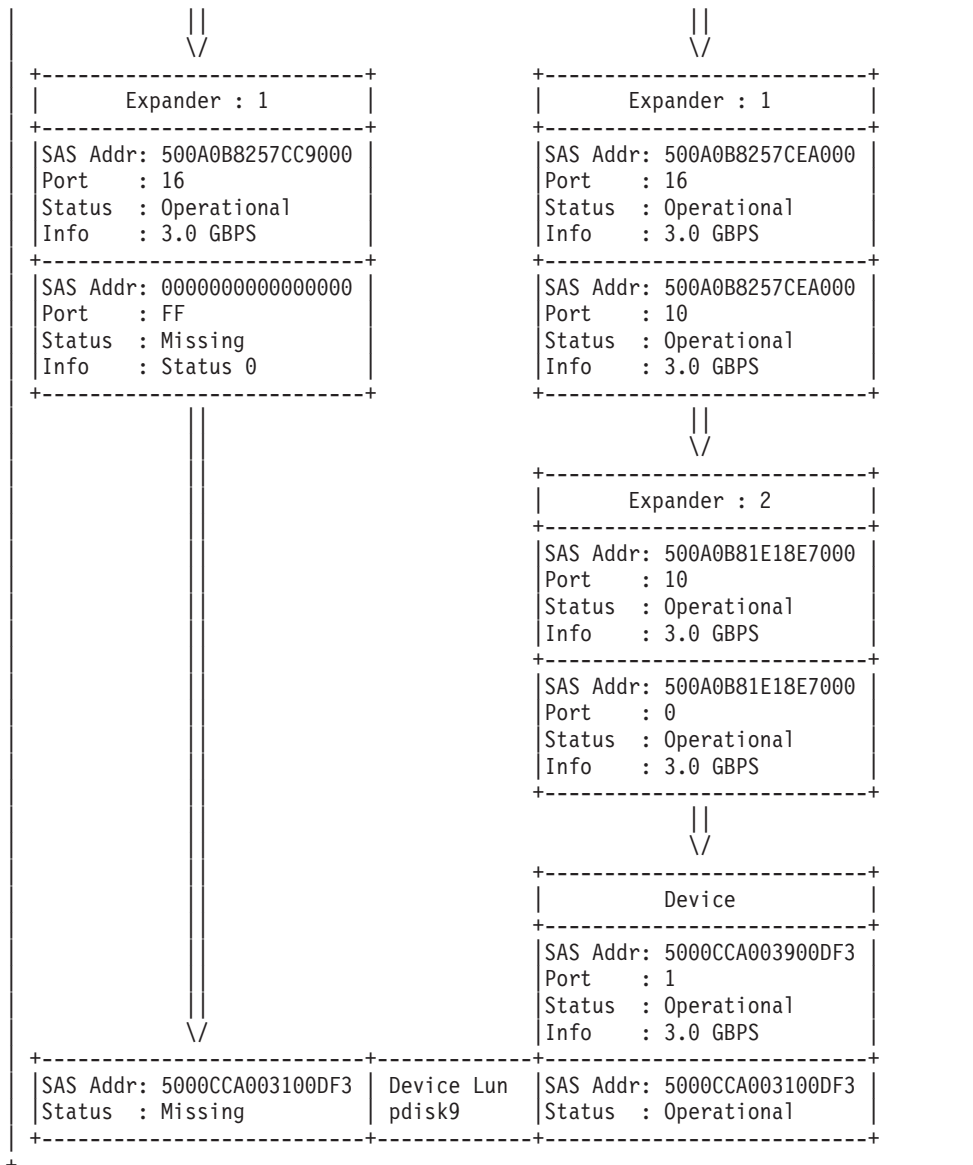 |              ||                                        ||
|              \/                                        \/
| +---------------------------+             +---------------------------+
| |       Expander : 1        |             |       Expander : 1        |
| +---------------------------+             +---------------------------+
| |SAS Addr: 500A0B8257CC9000 |             |SAS Addr: 500A0B8257CEA000 |
| |Port    : 16               |             |Port    : 16               |
| |Status  : Operational      |             |Status  : Operational      |
| |Info    : 3.0 GBPS         |             |Info    : 3.0 GBPS         |
| +---------------------------+             +---------------------------+
| |SAS Addr: 0000000000000000 |             |SAS Addr: 500A0B8257CEA000 |
| |Port    : FF               |             |Port    : 10               |
| |Status  : Missing          |             |Status  : Operational      |
| |Info    : Status 0         |             |Info    : 3.0 GBPS         |
| +---------------------------+             +---------------------------+
|              ||                                        ||
|              ||                                        \/
|              ||                           +---------------------------+
|              ||                           |       Expander : 2        |
|              ||                           +---------------------------+
|              ||                           |SAS Addr: 500A0B81E18E7000 |
|              ||                           |Port    : 10               |
|              ||                           |Status  : Operational      |
|              ||                           |Info    : 3.0 GBPS         |
|              ||                           +---------------------------+
|              ||                           |SAS Addr: 500A0B81E18E7000 |
|              ||                           |Port    : 0                |
|              ||                           |Status  : Operational      |
|              ||                           |Info    : 3.0 GBPS         |
|              ||                           +---------------------------+
|              ||                                        ||
|              ||                                        \/
|              ||                           +---------------------------+
|              ||                           |          Device           |
|              ||                           +---------------------------+
|              ||                           |SAS Addr: 5000CCA003900DF3 |
|              ||                           |Port    : 1                |
|              ||                           |Status  : Operational      |
|              \/                           |Info    : 3.0 GBPS         |
| +---------------------------+-------------+---------------------------+
| |SAS Addr: 5000CCA003100DF3 | Device Lun  |SAS Addr: 5000CCA003100DF3 |
| |Status  : Missing          | pdisk9      |Status  : Operational      |
| +---------------------------+-------------+---------------------------+
+